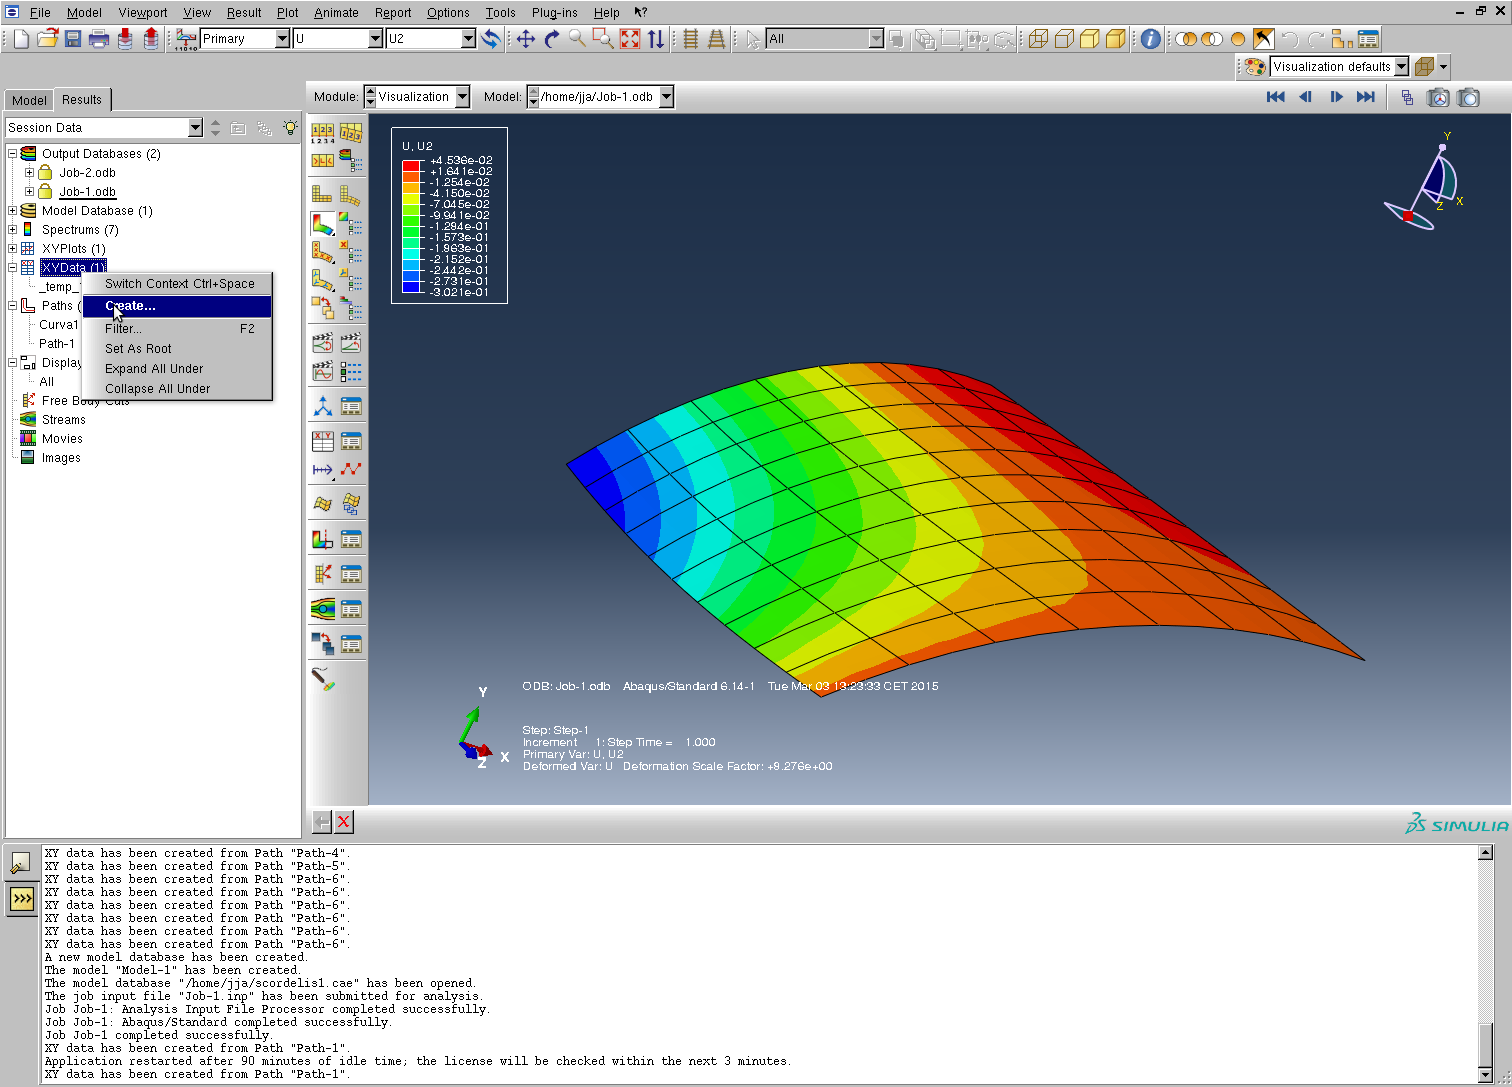 File Model Viewport View Result Plot Animate Report Options Tools Plug-ins Help ?
Primary U U2 All
Visualization defaults
Model Results
Module: Visualization Model: /home/jja/Job-1.odb
Session Data
Output Databases (2)
Job-2.odb
Job-1.odb
Model Database (1)
Spectrums (7)
XYPlots (1)
XYData (1)
_temp_
Paths (
Curva1
Path-1
Display
All
Free Body Cuts
Streams
Movies
Images
Switch Context Ctrl+Space
Create...
Filter... F2
Set As Root
Expand All Under
Collapse All Under
U, U2
+4.536e-02
+1.641e-02
-1.254e-02
-4.150e-02
-7.045e-02
-9.941e-02
-1.284e-01
-1.573e-01
-1.863e-01
-2.152e-01
-2.442e-01
-2.731e-01
-3.021e-01
Y
Z X
Y
X
Z
ODB: Job-1.odb Abaqus/Standard 6.14-1 Tue Mar 03 13:23:33 CET 2015
Step: Step-1
Increment 1: Step Time = 1.000
Primary Var: U, U2
Deformed Var: U Deformation Scale Factor: +9.276e+00
SIMULIA
XY data has been created from Path "Path-4".
XY data has been created from Path "Path-5".
XY data has been created from Path "Path-6".
XY data has been created from Path "Path-6".
XY data has been created from Path "Path-6".
XY data has been created from Path "Path-6".
XY data has been created from Path "Path-6".
XY data has been created from Path "Path-6".
A new model database has been created.
The model "Model-1" has been created.
The model database "/home/jja/scordelis1.cae" has been opened.
The job input file "Job-1.inp" has been submitted for analysis.
Job Job-1: Analysis Input File Processor completed successfully.
Job Job-1: Abaqus/Standard completed successfully.
Job Job-1 completed successfully.
XY data has been created from Path "Path-1".
Application restarted after 90 minutes of idle time; the license will be checked within the next 3 minutes.
XY data has been created from Path "Path-1".